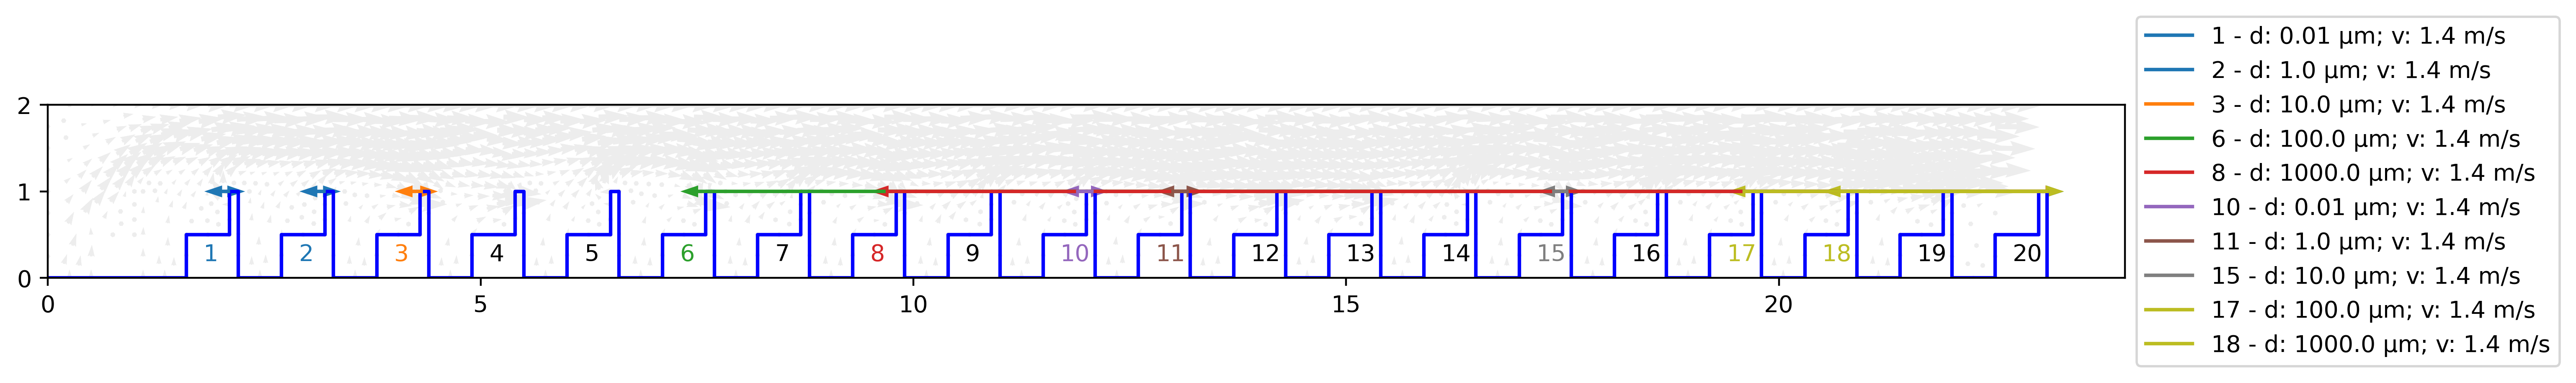 2
1
0
1 2 3 4 5 6 7 8 9 10 11 12 13 14 15 16 17 18 19 20
0 5 10 15 20
1 - d: 0.01 µm; v: 1.4 m/s
2 - d: 1.0 µm; v: 1.4 m/s
3 - d: 10.0 µm; v: 1.4 m/s
6 - d: 100.0 µm; v: 1.4 m/s
8 - d: 1000.0 µm; v: 1.4 m/s
10 - d: 0.01 µm; v: 1.4 m/s
11 - d: 1.0 µm; v: 1.4 m/s
15 - d: 10.0 µm; v: 1.4 m/s
17 - d: 100.0 µm; v: 1.4 m/s
18 - d: 1000.0 µm; v: 1.4 m/s